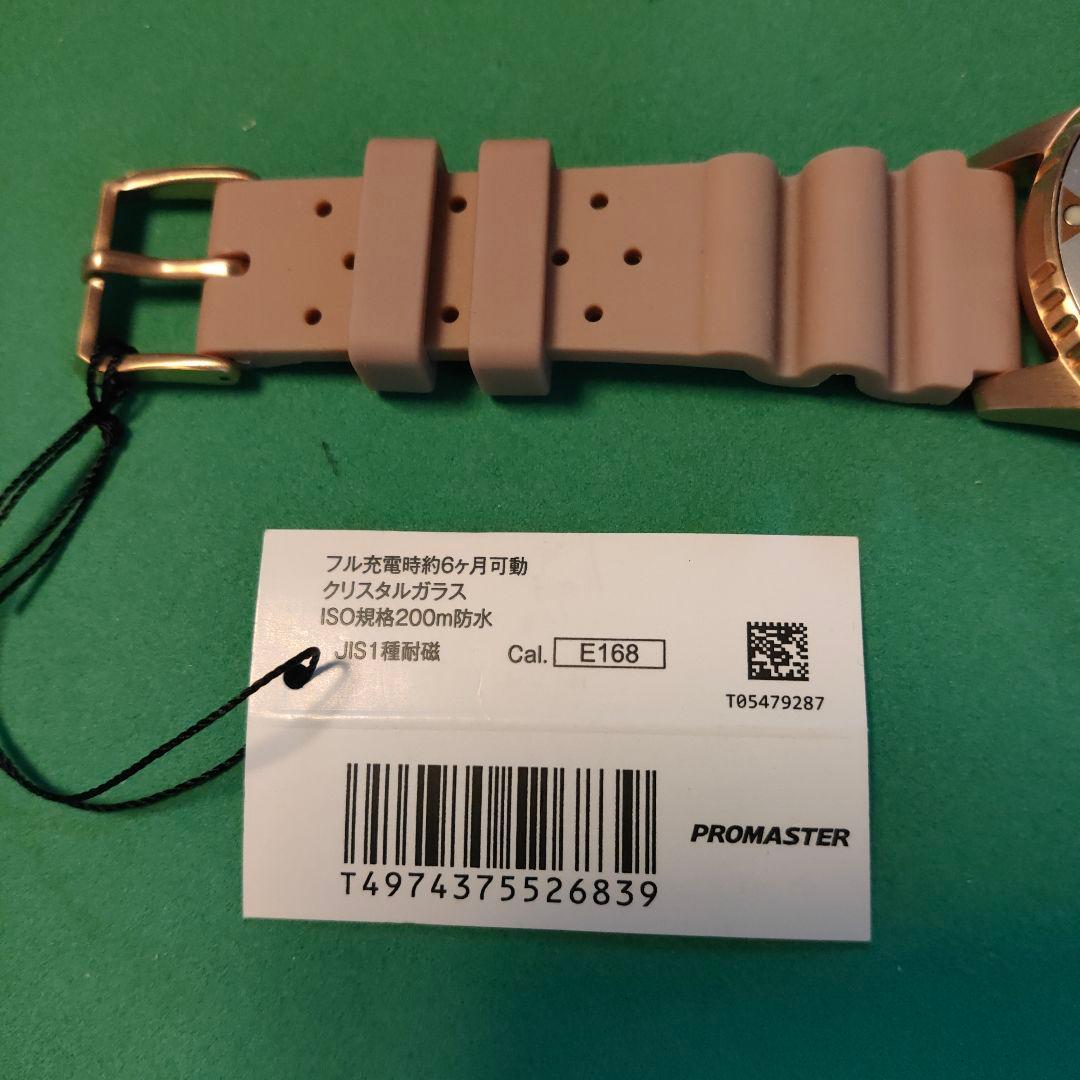 フル充電時約6ヶ月可動
クリスタルガラス
ISO規格200m防水
JIS1種耐磁
Cal. E168
T05479287
PROMASTER
T4974375526839